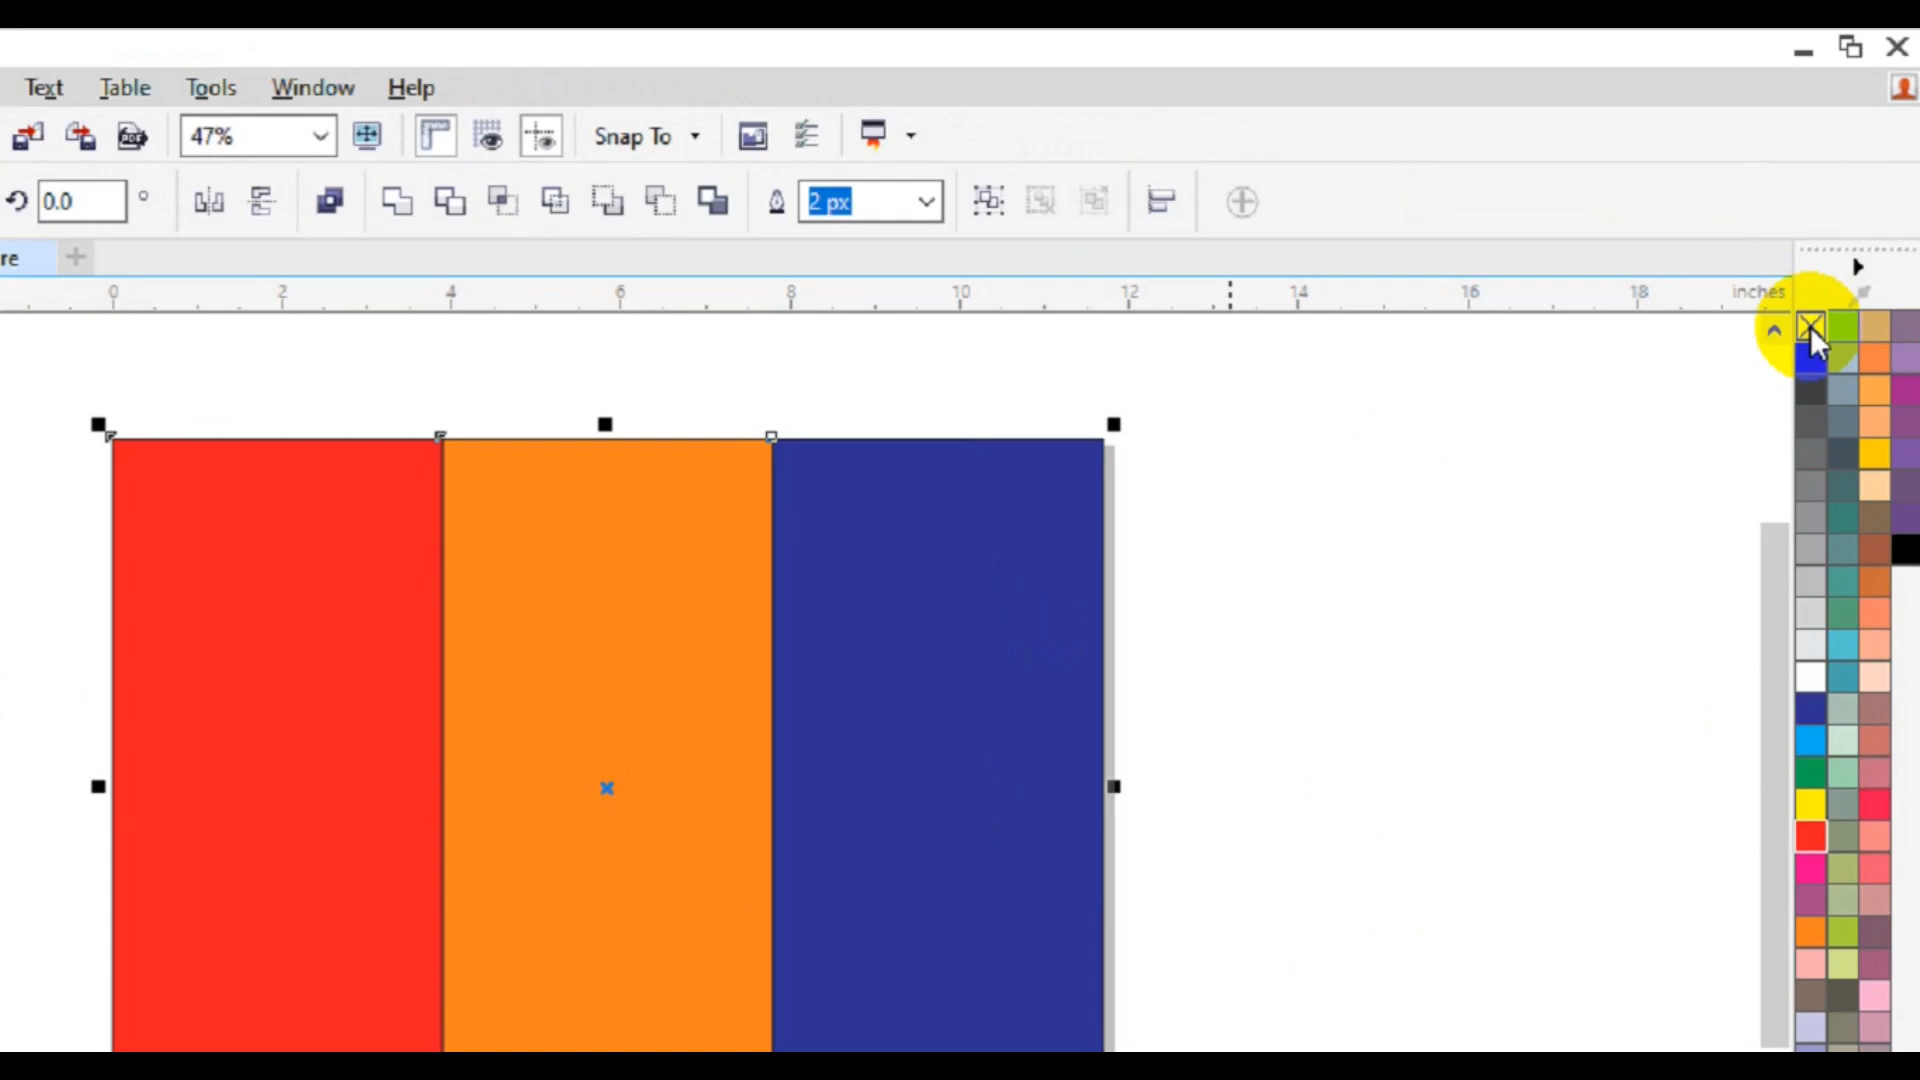 Text Table Tools Window Help
PDF 47% Snap To
0.0 ° 2 px
re
0 2 4 6 8 10 12 14 16 18 inches